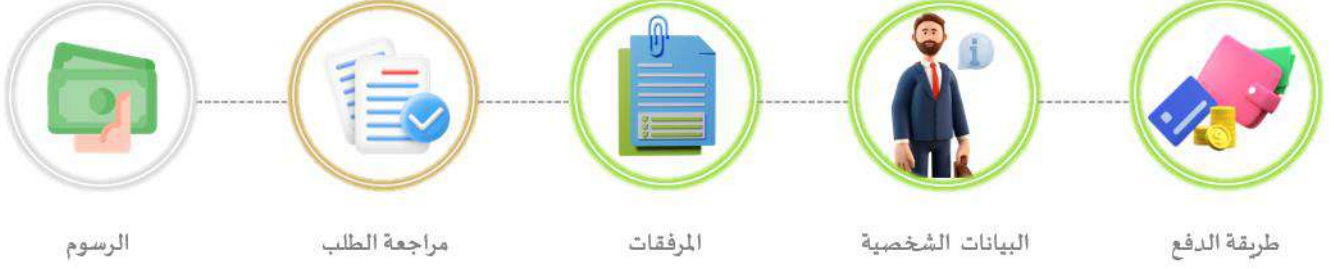 طريقة الدفع
البيانات الشخصية
المرفقات
مراجعة الطلب
الرسوم